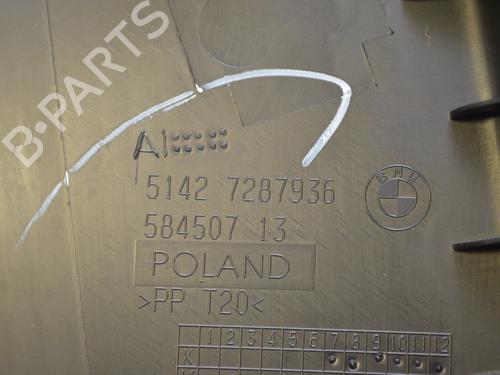 B-PARTS
AI
5142 7287936
BMW
584507 13
POLAND
>PP T20<
1 2 3 4 5 6 7 8 9 10 11 12
K